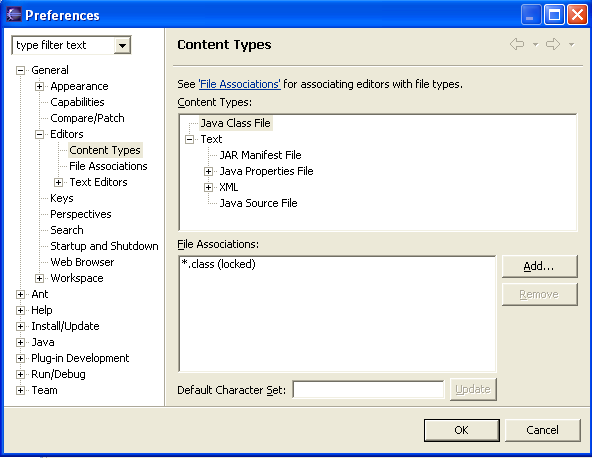 Preferences
type filter text
General
Appearance
Capabilities
Compare/Patch
Editors
Content Types
File Associations
Text Editors
Keys
Perspectives
Search
Startup and Shutdown
Web Browser
Workspace
Ant
Help
Install/Update
Java
Plug-in Development
Run/Debug
Team
Content Types
See 'File Associations' for associating editors with file types.
Content Types:
Java Class File
Text
JAR Manifest File
Java Properties File
XML
Java Source File
File Associations:
*.class (locked)
Add...
Remove
Default Character Set:
Update
OK
Cancel